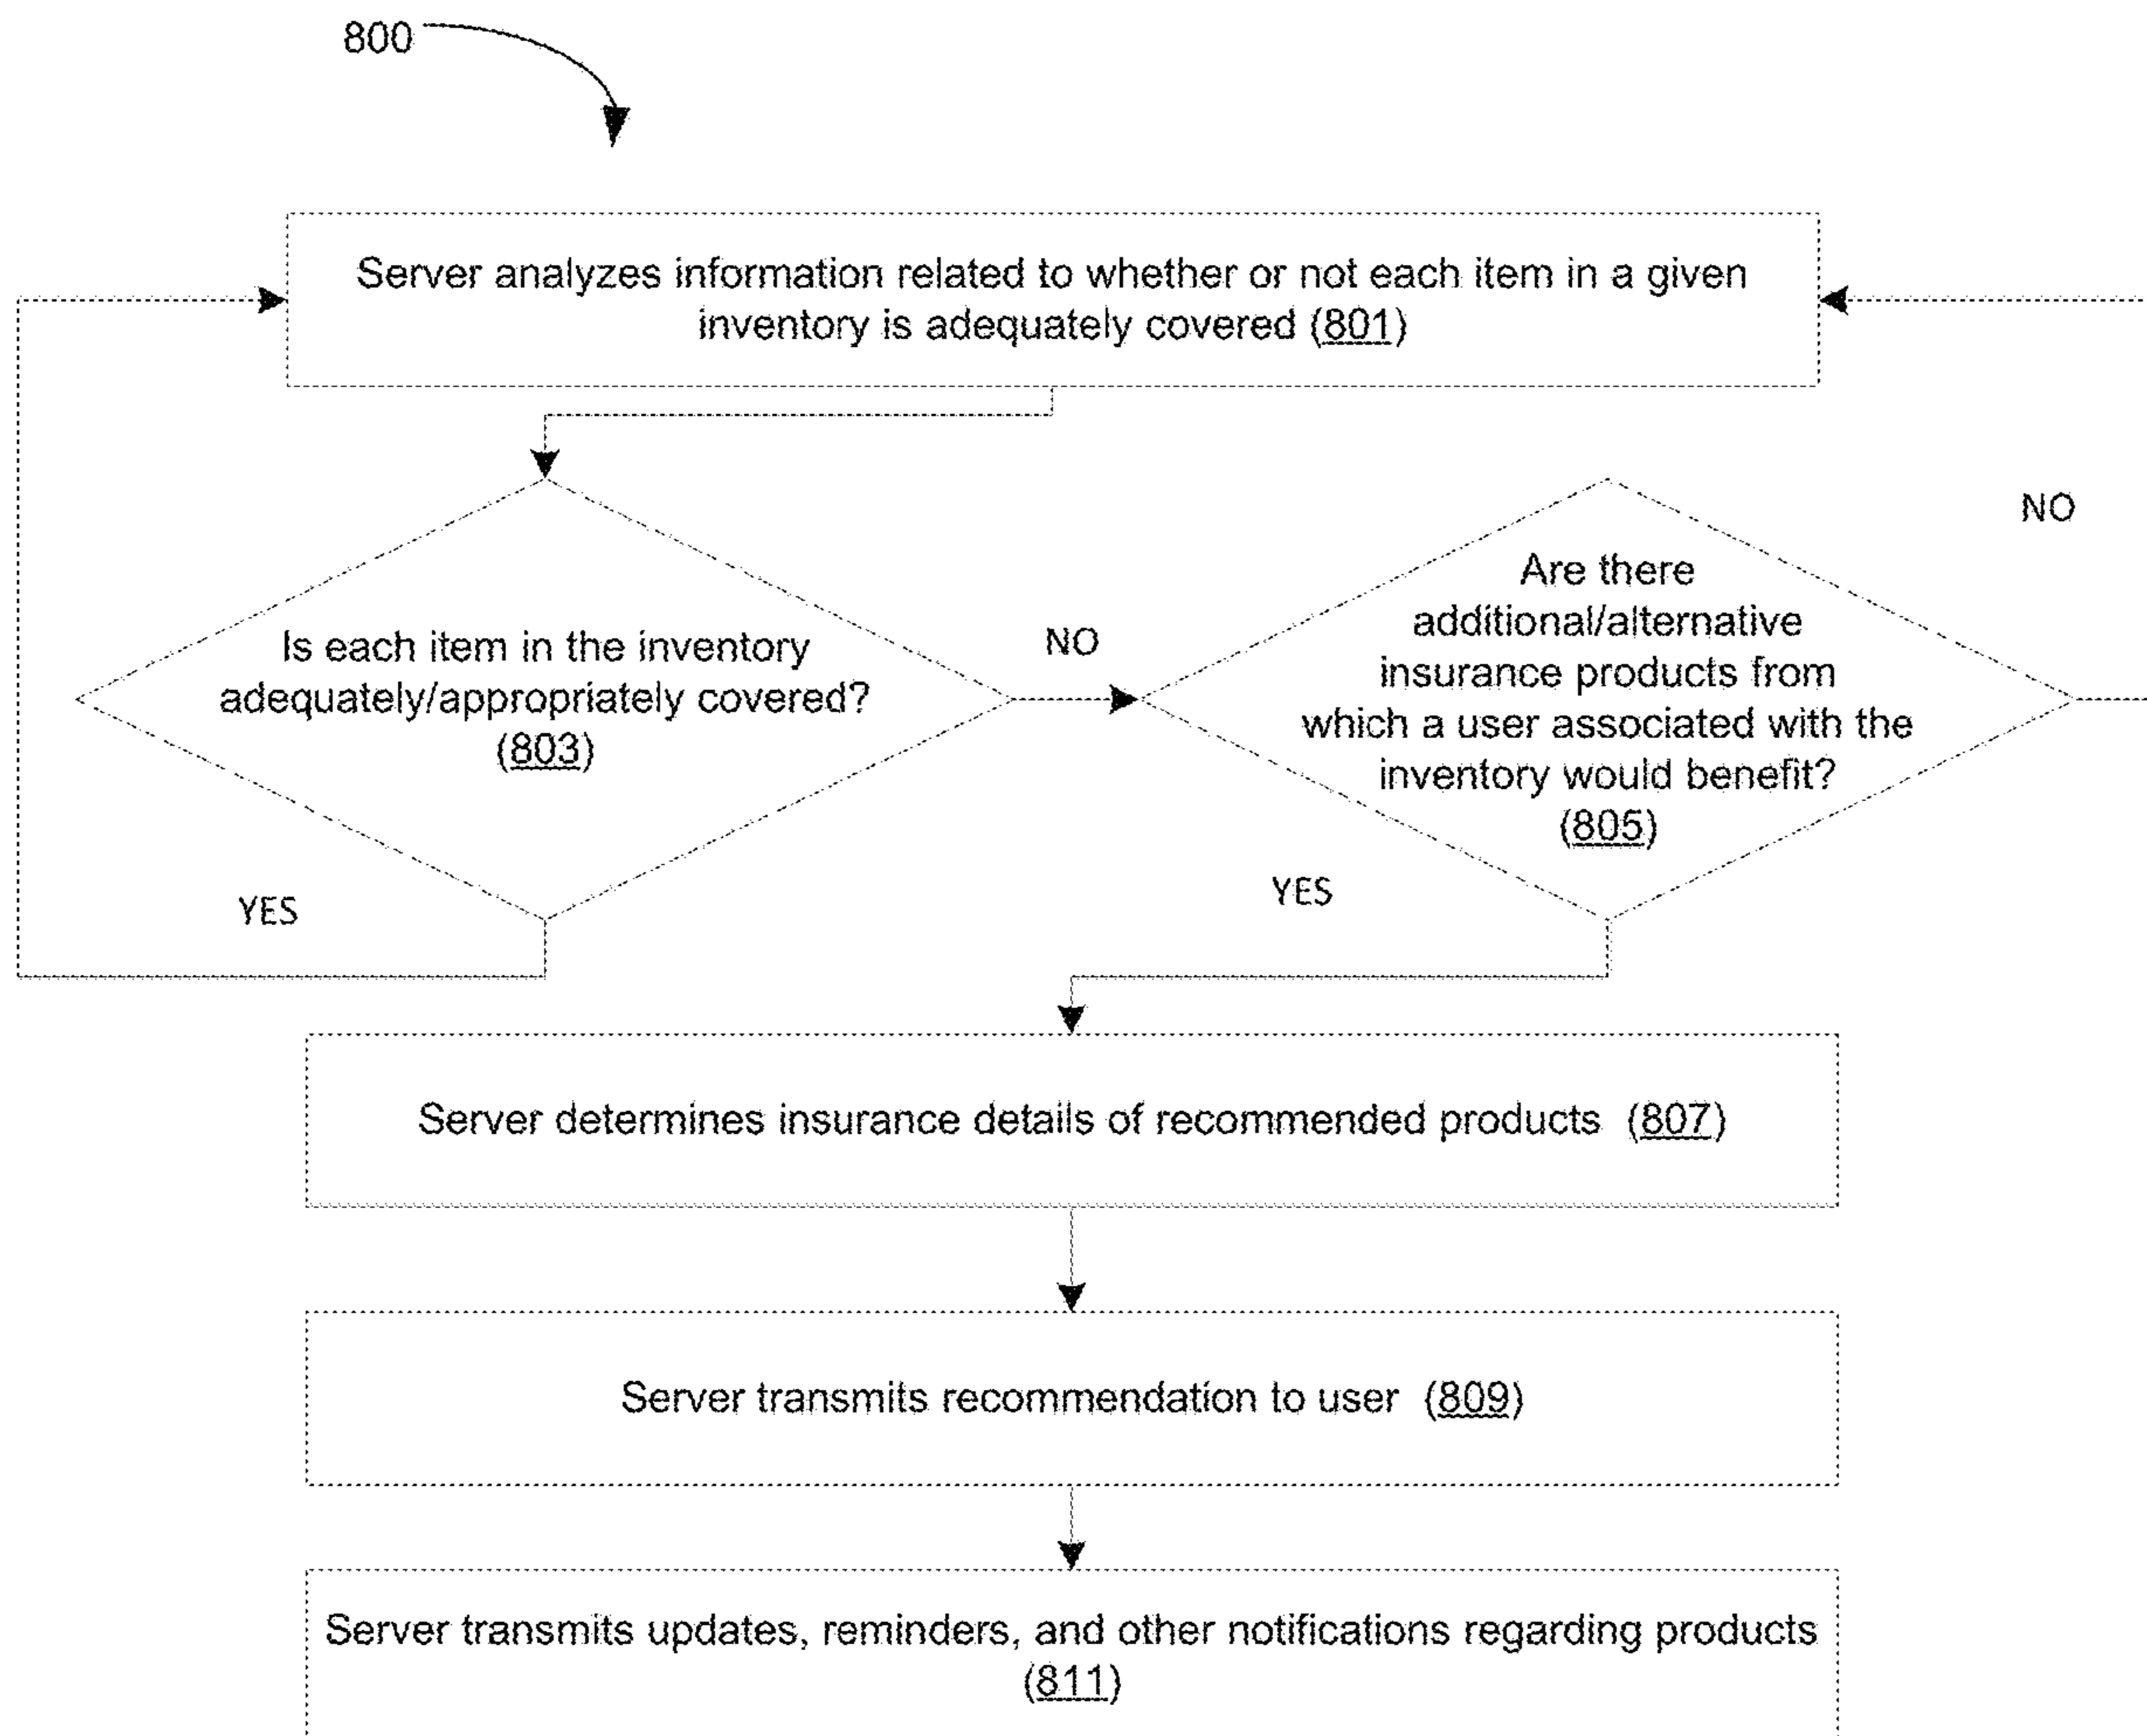 800
Server analyzes information related to whether or not each item in a given
inventory is adequately covered (801)
Is each item in the inventory
adequately/appropriately covered?
(803)
NO
YES
Are there
additional/alternative
insurance products from
which a user associated with the
inventory would benefit?
(805)
NO
YES
Server determines insurance details of recommended products (807)
Server transmits recommendation to user (809)
Server transmits updates, reminders, and other notifications regarding products
(811)